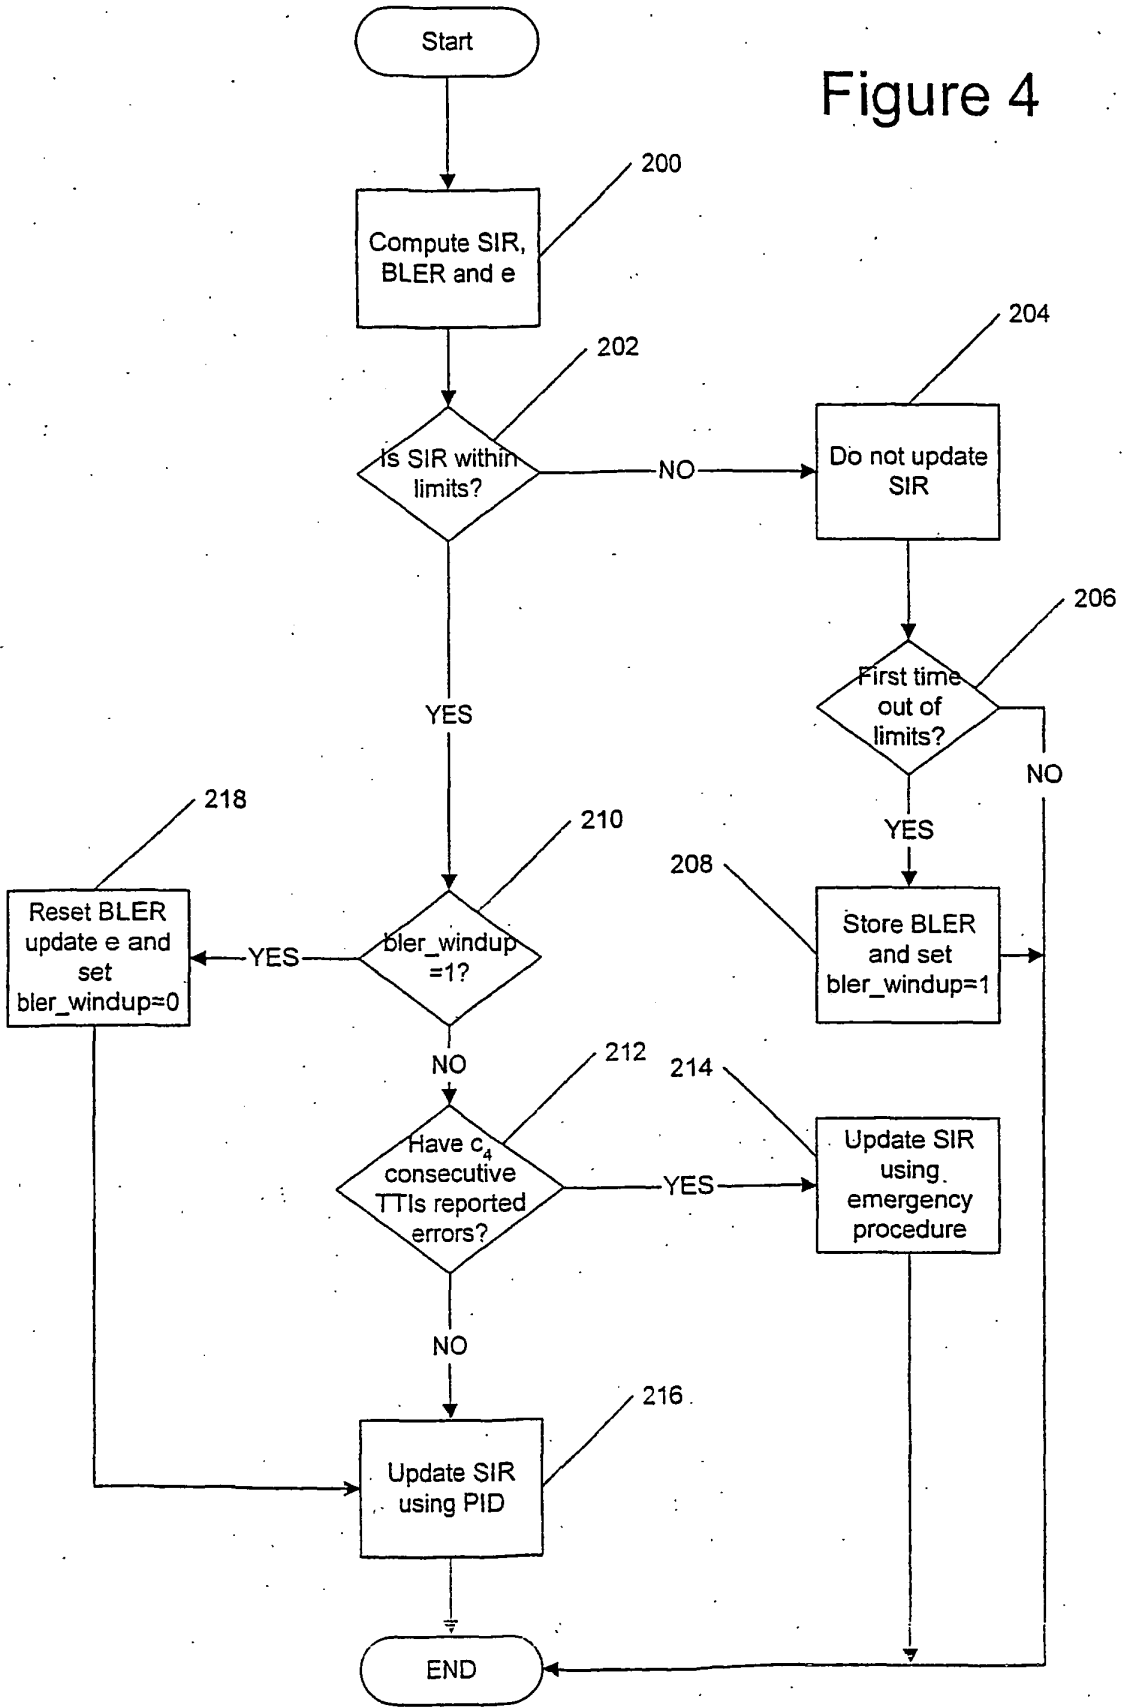 Start
Figure 4
200
Compute SIR,
BLER and e
202
204
Is SIR within
limits?
NO
Do not update
SIR
206
First time
out of
limits?
YES
NO
218
210
YES
208
Reset BLER
update e and
set
bler_windup=0
YES
bler_windup
=1?
Store BLER
and set
bler_windup=1
NO
212
214
Have c4
consecutive
TTIs reported
errors?
YES
Update SIR
using
emergency
procedure
NO
216
Update SIR
using PID
END